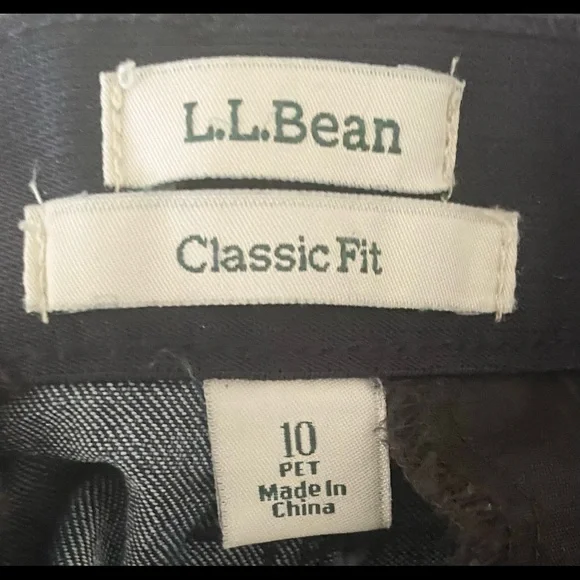 L.L.Bean
Classic Fit
10
PET
Made In
China